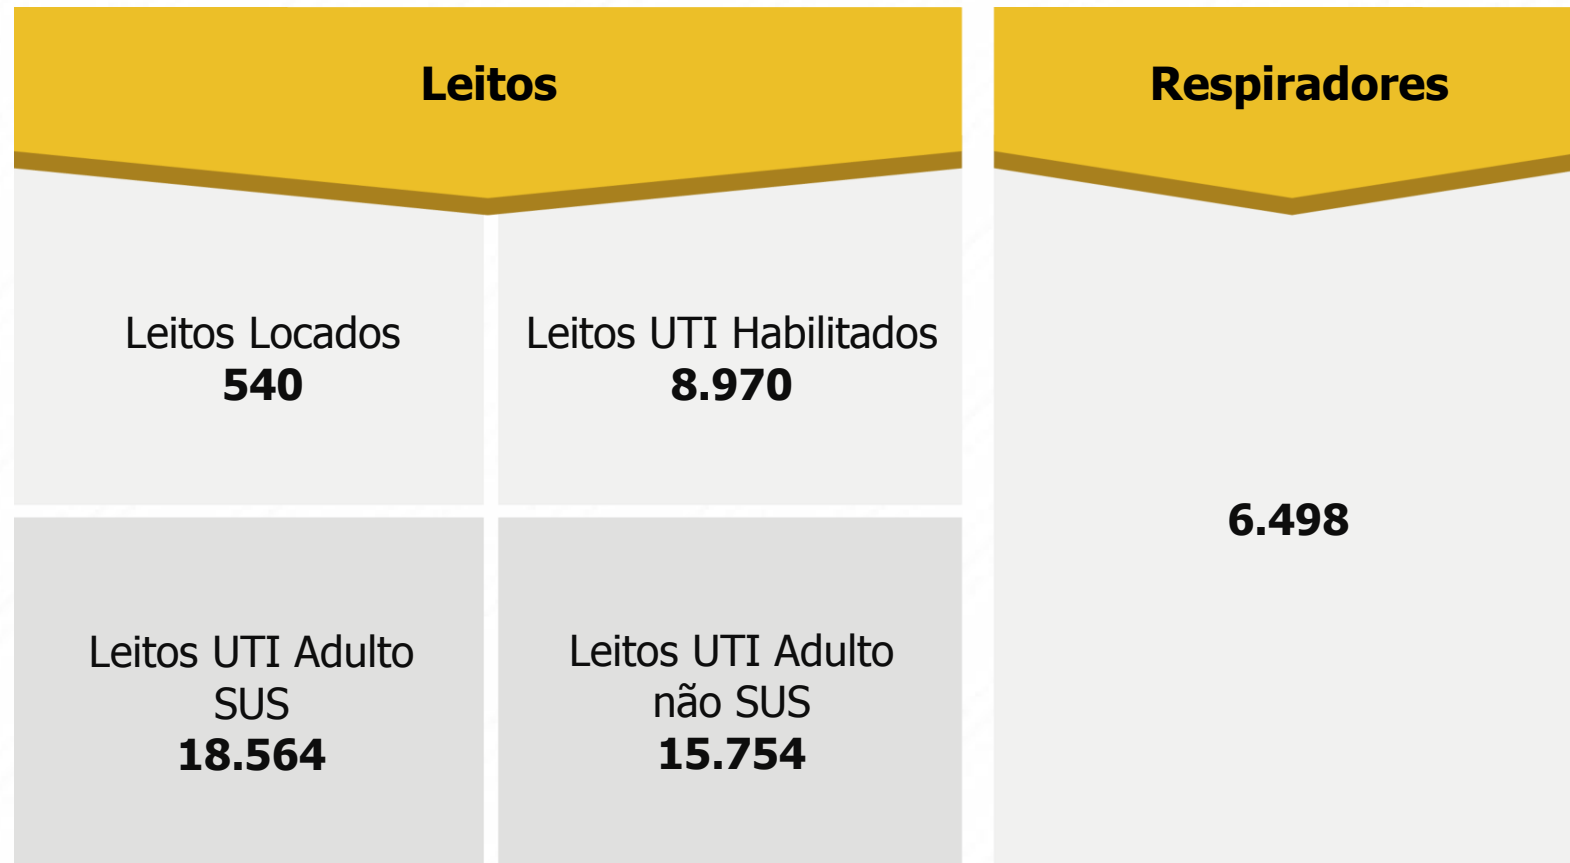 Leitos
Respiradores
Leitos Locados
540
Leitos UTI Habilitados
8.970
6.498
Leitos UTI Adulto
SUS
18.564
Leitos UTI Adulto
não SUS
15.754